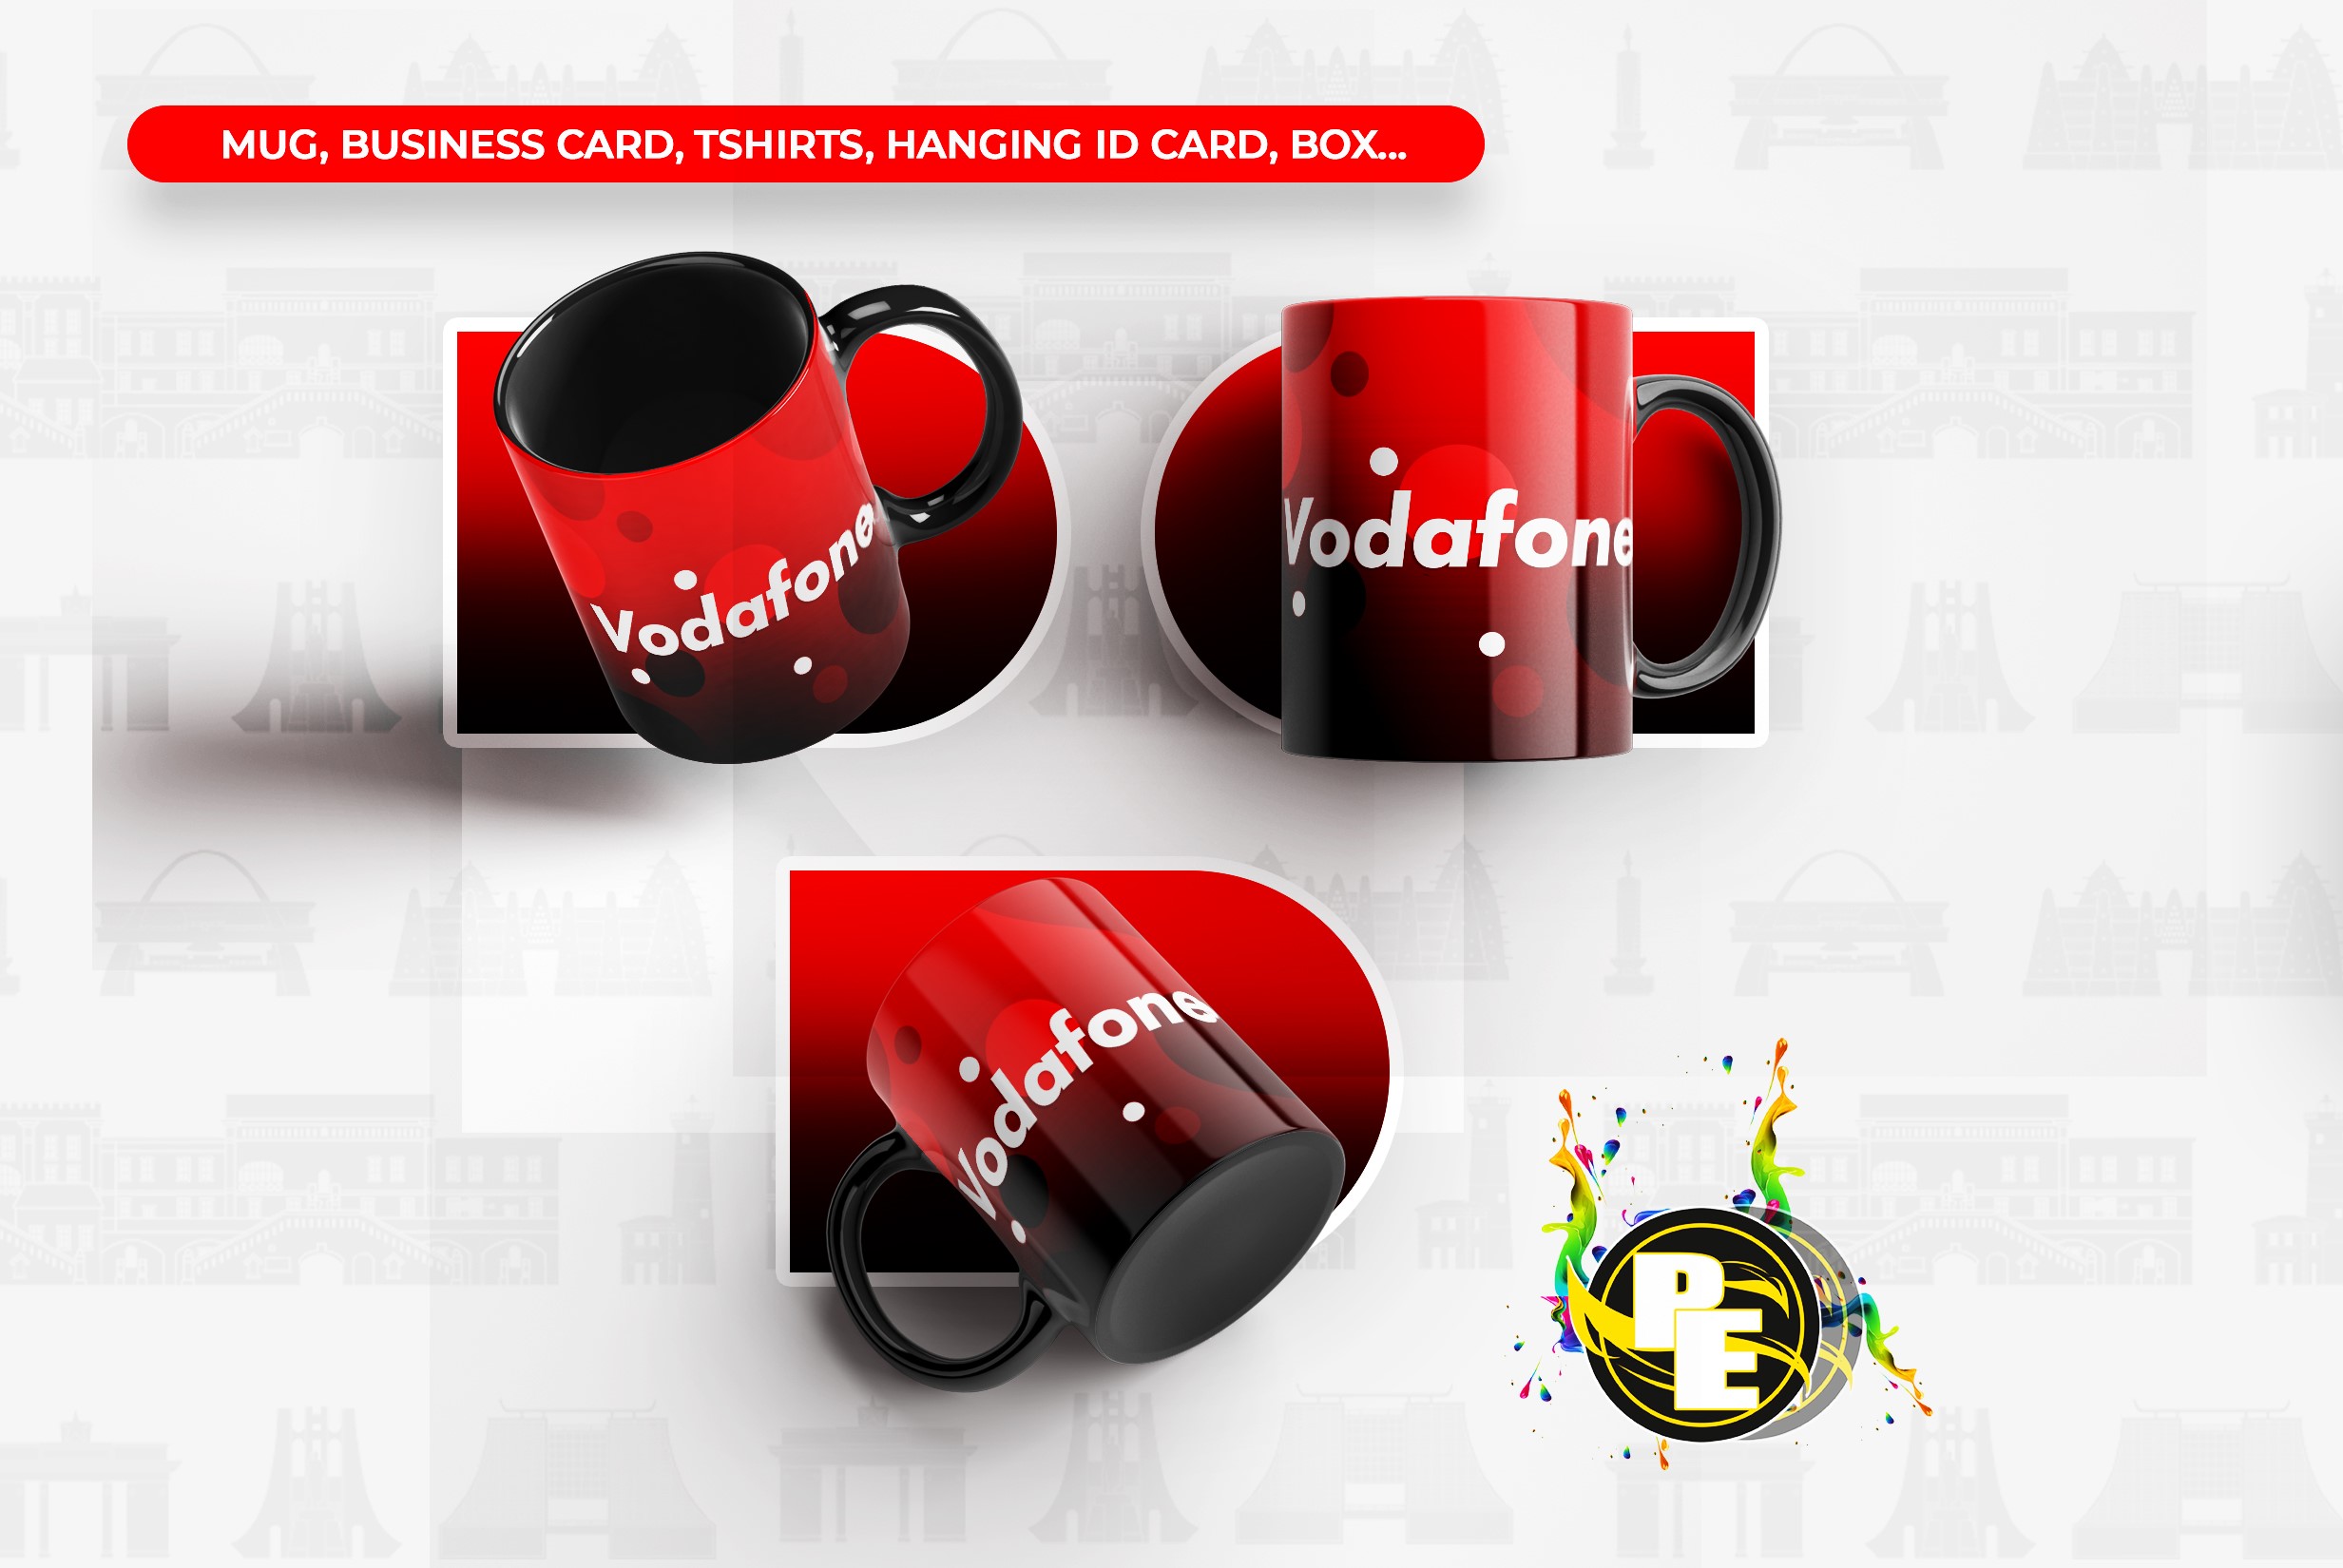 MUG, BUSINESS CARD, TSHIRTS, HANGING ID CARD, BOX...
Vodafone
Vodafone
Vodafone
PE